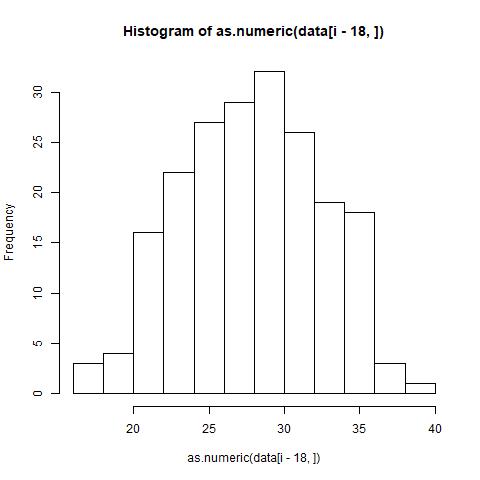 Histogram of as.numeric(data[i - 18, ])
Frequency
30
25
20
15
10
5
0
20 25 30 35 40
as.numeric(data[i - 18, ])